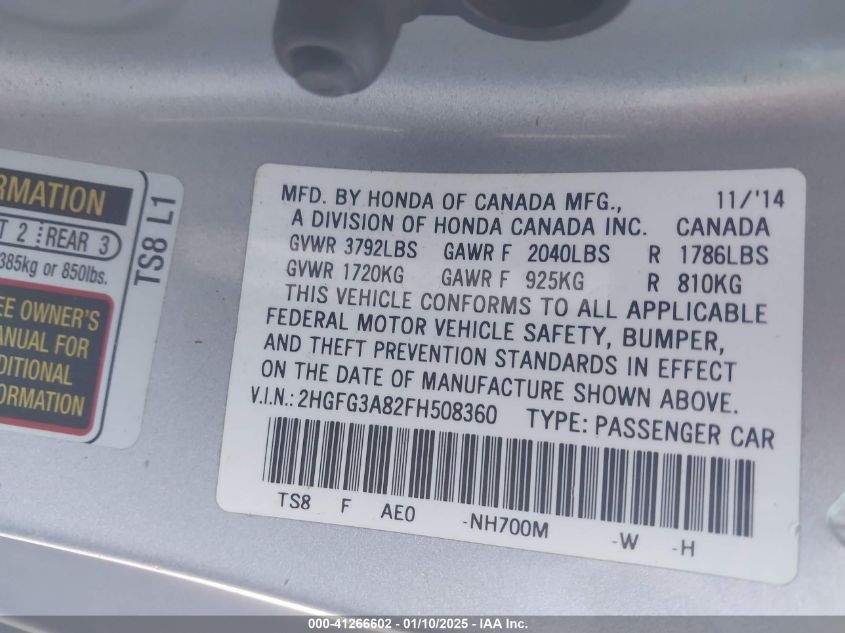 RMATION
T 2 REAR 3
385kg or 850lbs.
TS8 L1
EE OWNER'S
ANUAL FOR
DITIONAL
ORMATION
MFD. BY HONDA OF CANADA MFG., 11/'14
A DIVISION OF HONDA CANADA INC. CANADA
GVWR 3792LBS GAWR F 2040LBS R 1786LBS
GVWR 1720KG GAWR F 925KG R 810KG
THIS VEHICLE CONFORMS TO ALL APPLICABLE
FEDERAL MOTOR VEHICLE SAFETY, BUMPER,
AND THEFT PREVENTION STANDARDS IN EFFECT
ON THE DATE OF MANUFACTURE SHOWN ABOVE.
V.I.N.: 2HGFG3A82FH508360 TYPE: PASSENGER CAR
TS8 F AE0 -NH700M -W -H
000-41266602 - 01/10/2025 - IAA Inc.